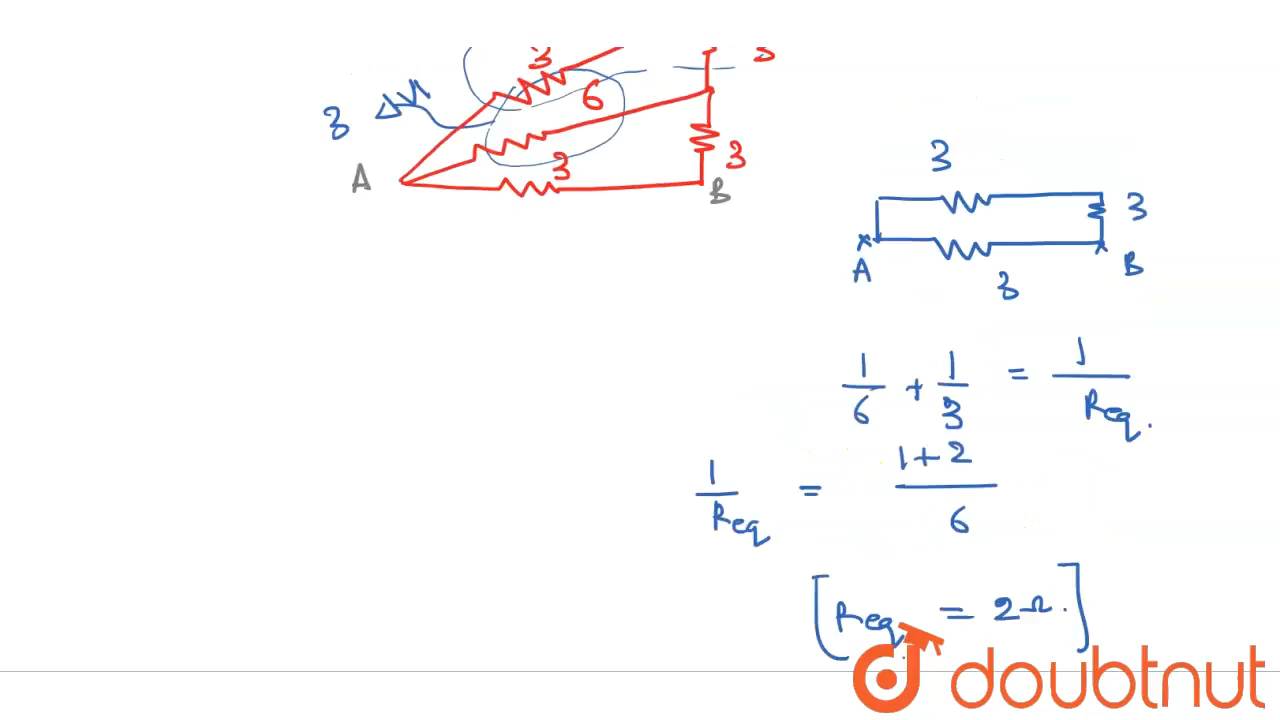 3
3
6
3
3
3
A
B
3
3
A
B
3
1/6 + 1/3 = 1/Req.
1/Req = 1+2/6
[Req. = 2Ω.]
doubtnut